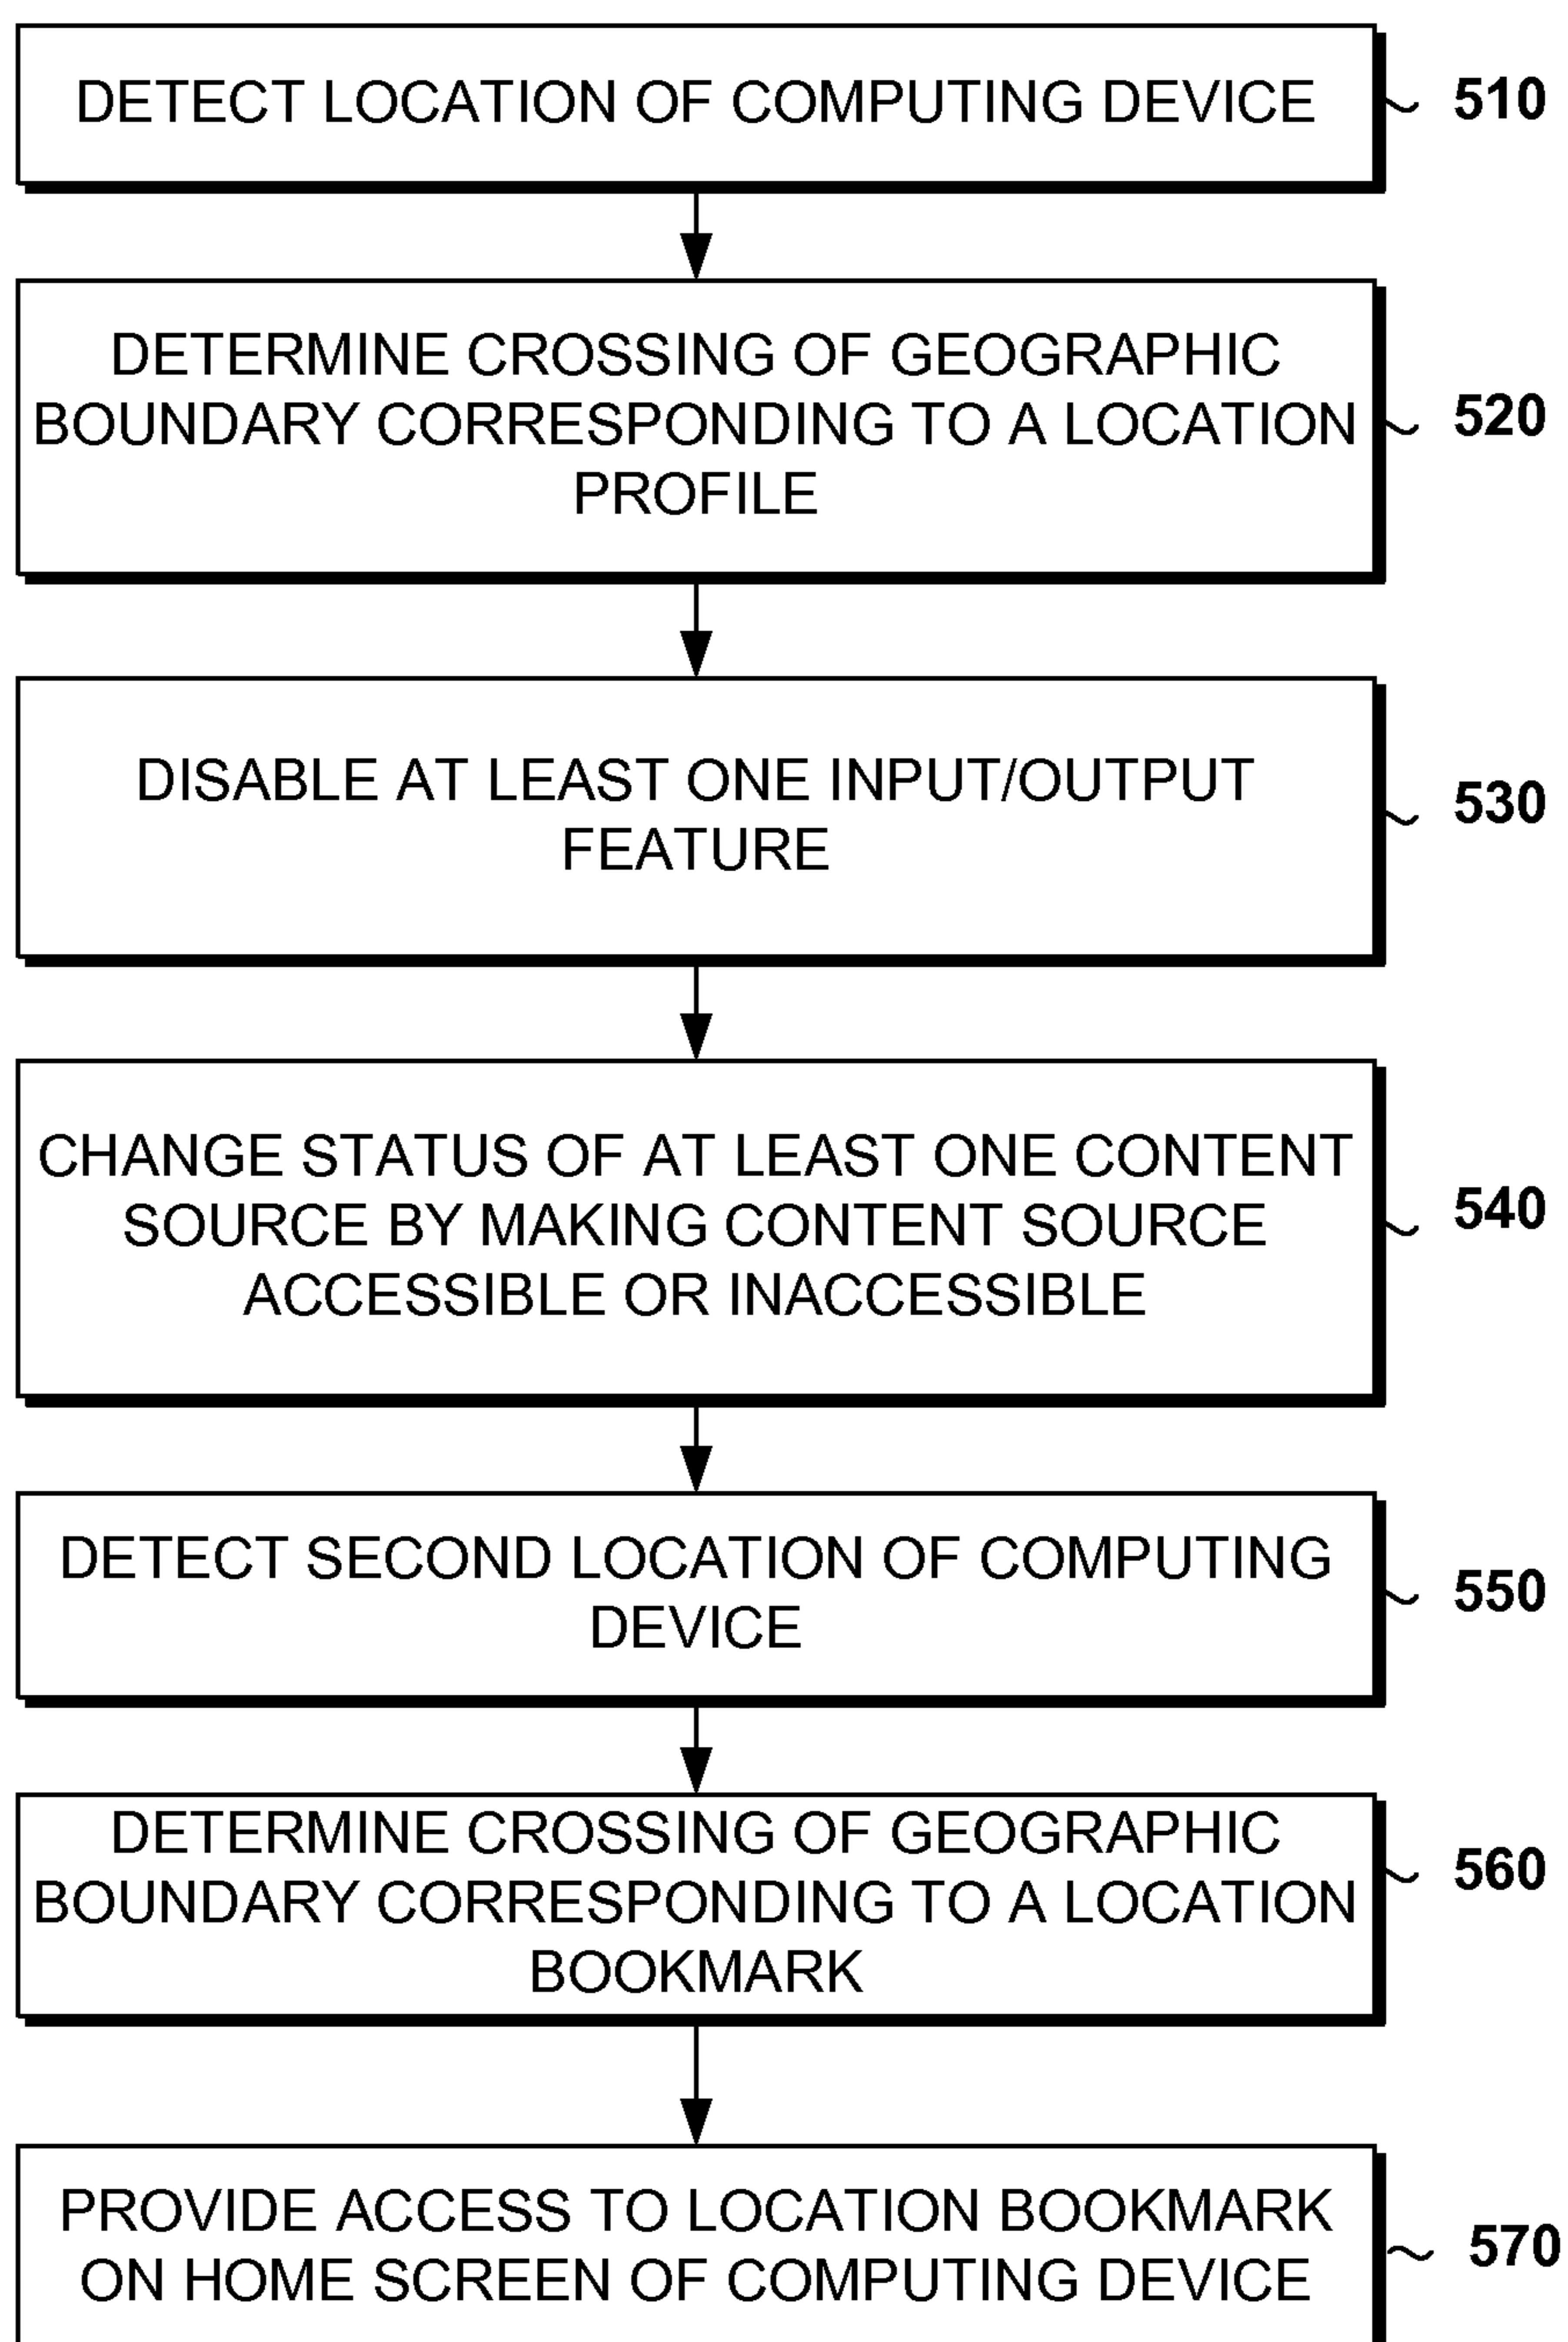 DETECT LOCATION OF COMPUTING DEVICE
510
DETERMINE CROSSING OF GEOGRAPHIC
BOUNDARY CORRESPONDING TO A LOCATION
PROFILE
520
DISABLE AT LEAST ONE INPUT/OUTPUT
FEATURE
530
CHANGE STATUS OF AT LEAST ONE CONTENT
SOURCE BY MAKING CONTENT SOURCE
ACCESSIBLE OR INACCESSIBLE
540
DETECT SECOND LOCATION OF COMPUTING
DEVICE
550
DETERMINE CROSSING OF GEOGRAPHIC
BOUNDARY CORRESPONDING TO A LOCATION
BOOKMARK
560
PROVIDE ACCESS TO LOCATION BOOKMARK
ON HOME SCREEN OF COMPUTING DEVICE
570